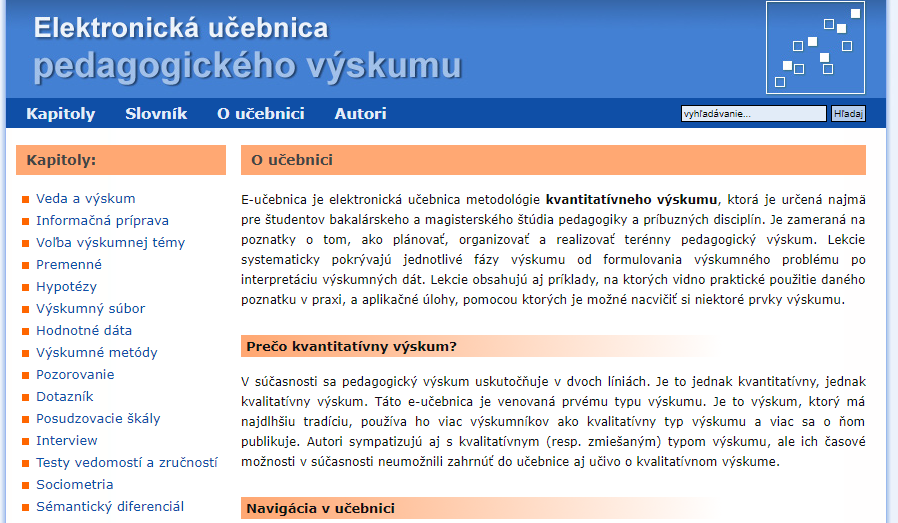 Elektronická učebnica
pedagogického výskumu
Kapitoly Slovník O učebnici Autori
vyhľadávanie... Hľadaj
Kapitoly:
Veda a výskum
Informačná príprava
Voľba výskumnej témy
Premenné
Hypotézy
Výskumný súbor
Hodnotné dáta
Výskumné metódy
Pozorovanie
Dotazník
Posudzovacie škály
Interview
Testy vedomostí a zručností
Sociometria
Sémantický diferenciál
O učebnici
E-učebnica je elektronická učebnica metodológie kvantitatívneho výskumu, ktorá je určená najmä
pre študentov bakalárskeho a magisterského štúdia pedagogiky a príbuzných disciplín. Je zameraná na
poznatky o tom, ako plánovať, organizovať a realizovať terénny pedagogický výskum. Lekcie
systematicky pokrývajú jednotlivé fázy výskumu od formulovania výskumného problému po
interpretáciu výskumných dát. Lekcie obsahujú aj príklady, na ktorých vidno praktické použitie daného
poznatku v praxi, a aplikačné úlohy, pomocou ktorých je možné nacvičiť si niektoré prvky výskumu.
Prečo kvantitatívny výskum?
V súčasnosti sa pedagogický výskum uskutočňuje v dvoch líniách. Je to jednak kvantitatívny, jednak
kvalitatívny výskum. Táto e-učebnica je venovaná prvému typu výskumu. Je to výskum, ktorý má
najdlhšiu tradíciu, používa ho viac výskumníkov ako kvalitatívny typ výskumu a viac sa o ňom
publikuje. Autori sympatizujú aj s kvalitatívnym (resp. zmiešaným) typom výskumu, ale ich časové
možnosti v súčasnosti neumožnili zahrnúť do učebnice aj učivo o kvalitatívnom výskume.
Navigácia v učebnici